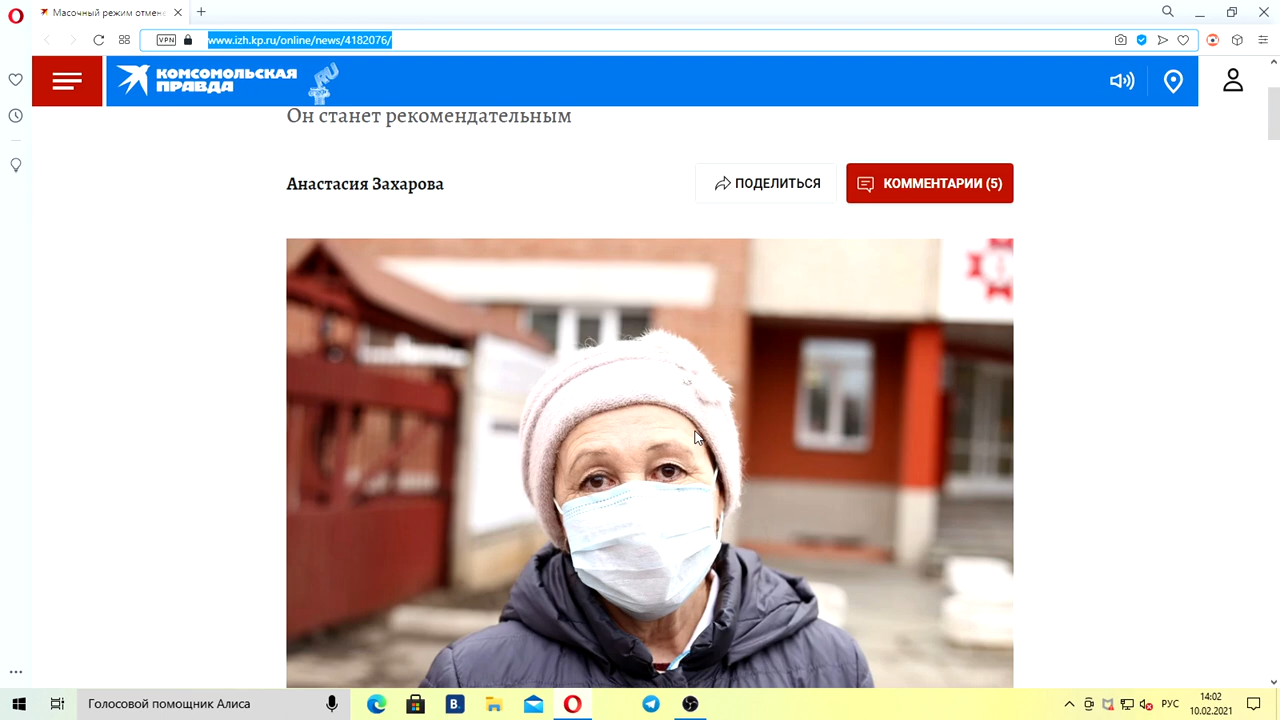 Масочный режим отмен
VPN
www.izh.kp.ru/online/news/4182076/
КОМСОМОЛЬСКАЯ
ПРАВДА
.RU
Он станет рекомендательным
Анастасия Захарова
ПОДЕЛИТЬСЯ
КОММЕНТАРИИ (5)
Голосовой помощник Алиса
B.
РУС
14:02
10.02.2021